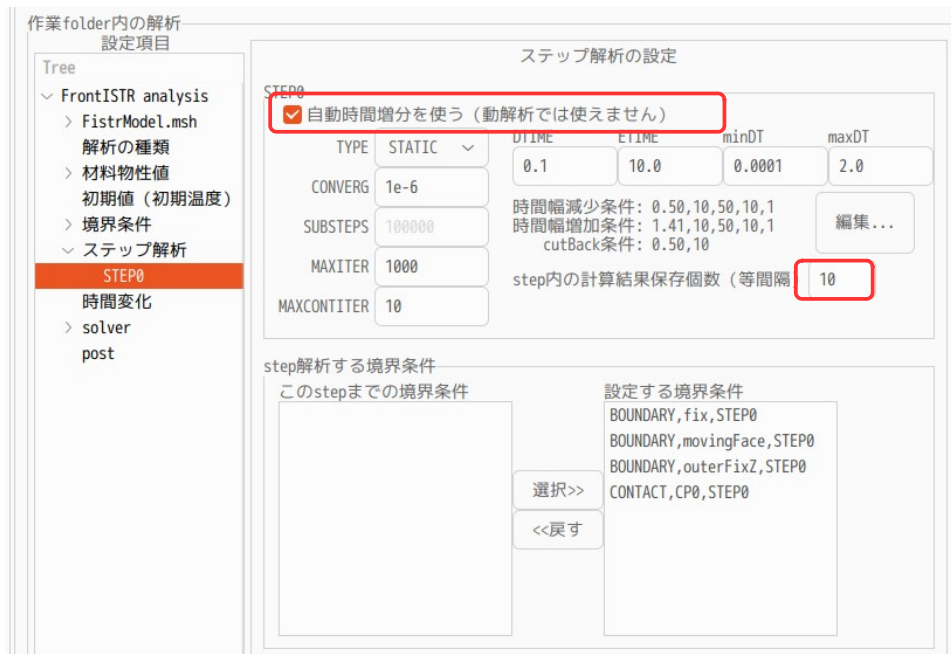 作業folder内の解析
設定項目
Tree
FrontISTR analysis
FistrModel.msh
解析の種類
材料物性値
初期値（初期温度）
境界条件
ステップ解析
STEP0
時間変化
solver
post
ステップ解析の設定
STEP0
自動時間増分を使う（動解析では使えません）
TYPE STATIC
CONVERG 1e-6
SUBSTEPS 100000
MAXITER 1000
MAXCONTITER 10
DTIME ETIME minDT maxDT
0.1 10.0 0.0001 2.0
時間幅減少条件: 0.50,10,50,10,1
時間幅増加条件: 1.41,10,50,10,1
cutBack条件: 0.50,10
編集...
step内の計算結果保存個数（等間隔 10
step解析する境界条件
このstepまでの境界条件
選択>>
<<戻す
設定する境界条件
BOUNDARY,fix,STEP0
BOUNDARY,movingFace,STEP0
BOUNDARY,outerFixZ,STEP0
CONTACT,CP0,STEP0